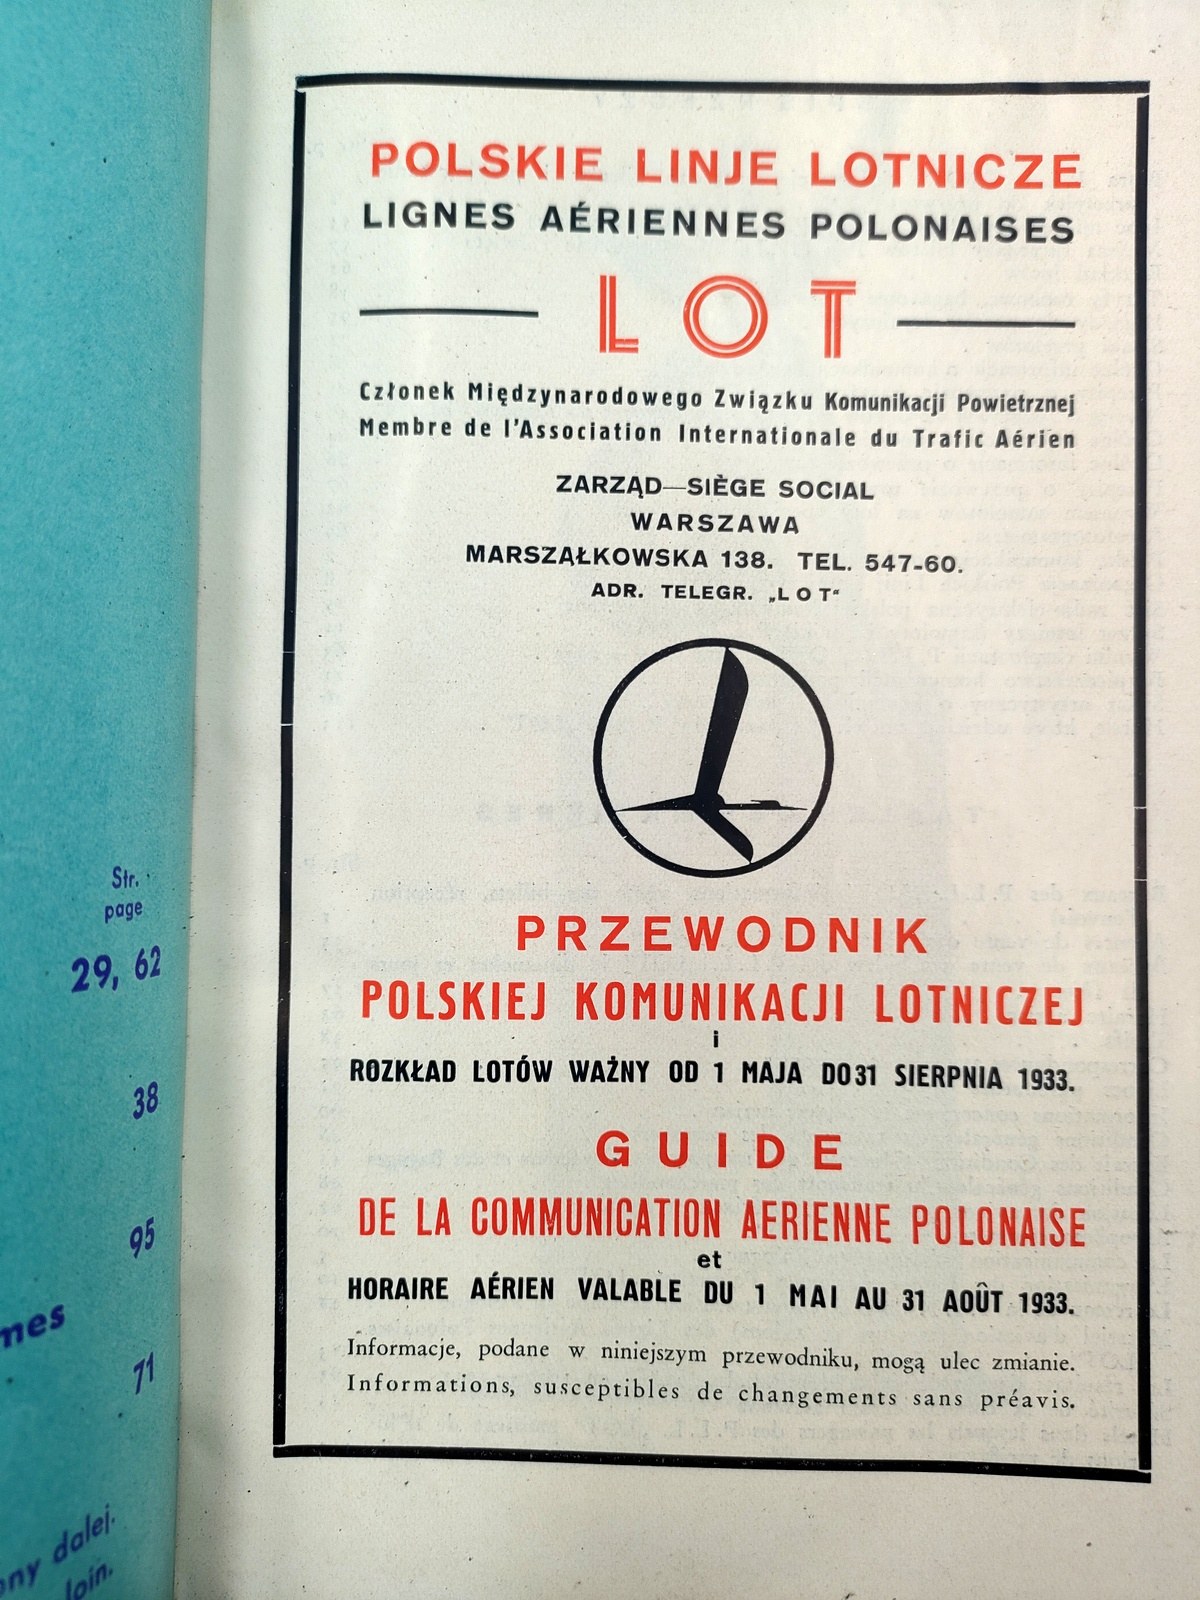 POLSKIE LINJE LOTNICZE
LIGNES AÉRIENNES POLONAISES
LOT
Członek Międzynarodowego Związku Komunikacji Powietrznej
Membre de l'Association Internationale du Trafic Aérien
ZARZĄD—SIÈGE SOCIAL
WARSZAWA
MARSZĄŁKOWSKA 138. TEL. 547-60.
ADR. TELEGR. „LOT“
PRZEWODNIK
POLSKIEJ KOMUNIKACJI LOTNICZEJ
i
ROZKŁAD LOTÓW WAŻNY OD 1 MAJA DO 31 SIERPNIA 1933.
GUIDE
DE LA COMMUNICATION AERIENNE POLONAISE
et
HORAIRE AÉRIEN VALABLE DU 1 MAI AU 31 AOÛT 1933.
Informacje, podane w niniejszym przewodniku, mogą ulec zmianie.
Informations, susceptibles de changements sans préavis.
Str.
page
29, 62
38
95
71
dalej.
loin.